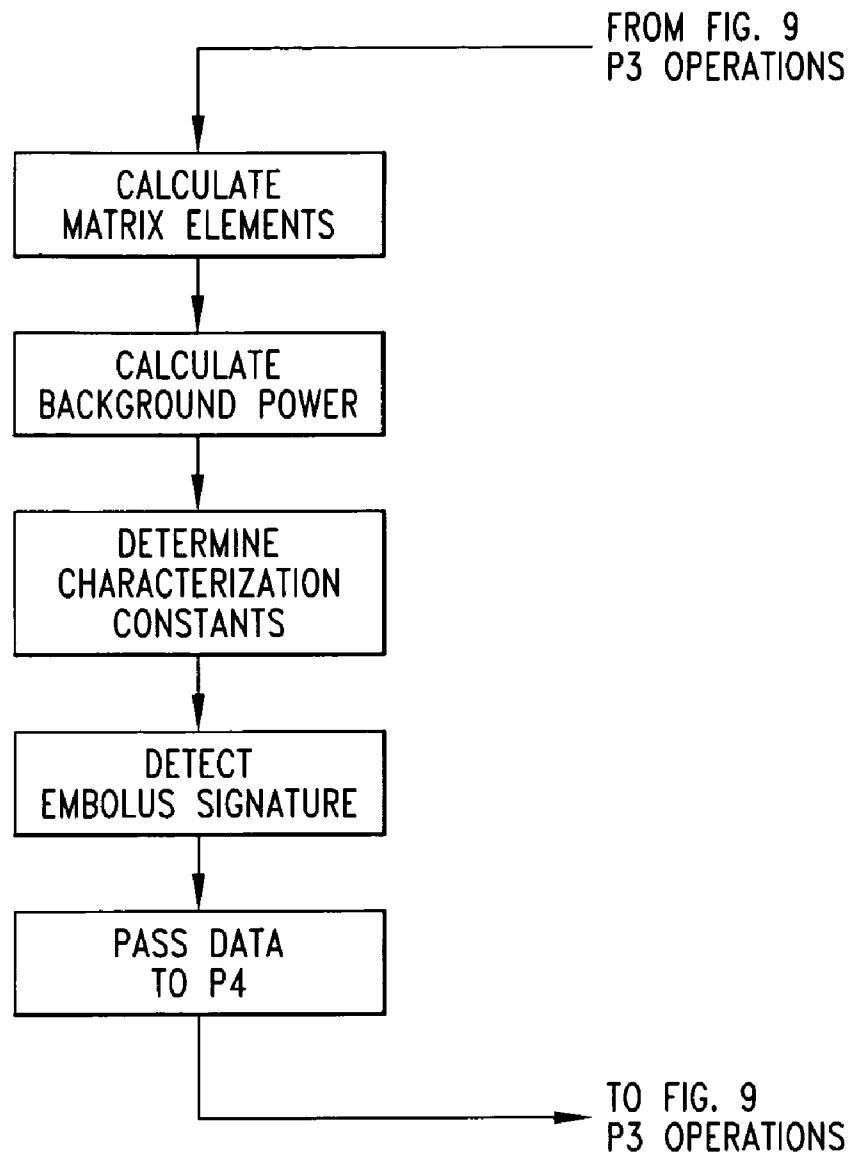 FROM FIG. 9
P3 OPERATIONS
CALCULATE
MATRIX ELEMENTS
CALCULATE
BACKGROUND POWER
DETERMINE
CHARACTERIZATION
CONSTANTS
DETECT
EMBOLUS SIGNATURE
PASS DATA
TO P4
TO FIG. 9
P3 OPERATIONS